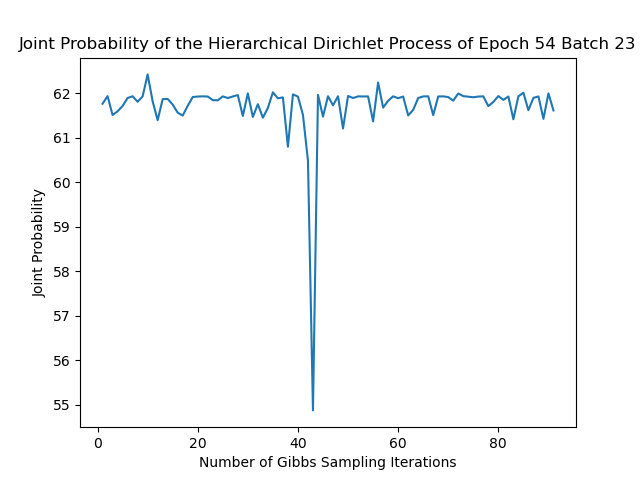 Joint Probability of the Hierarchical Dirichlet Process of Epoch 54 Batch 23
62
61
60
59
58
57
56
55
Joint Probability
0 20 40 60 80
Number of Gibbs Sampling Iterations